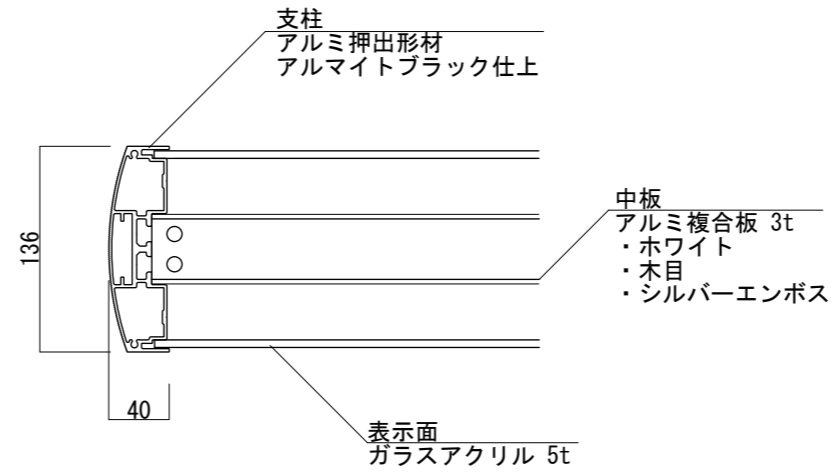 支柱
アルミ押出形材
アルマイトブラック仕上
136
中板
アルミ複合板 3t
・ホワイト
・木目
・シルバーエンボス
40
表示面
ガラスアクリル 5t